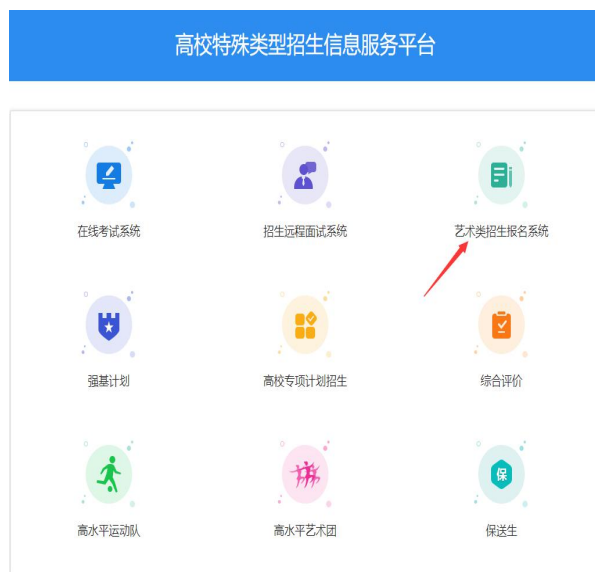 高校特殊类型招生信息服务平台
在线考试系统
招生远程面试系统
艺术类招生报名系统
强基计划
高校专项计划招生
综合评价
保
高水平运动队
高水平艺术团
保送生